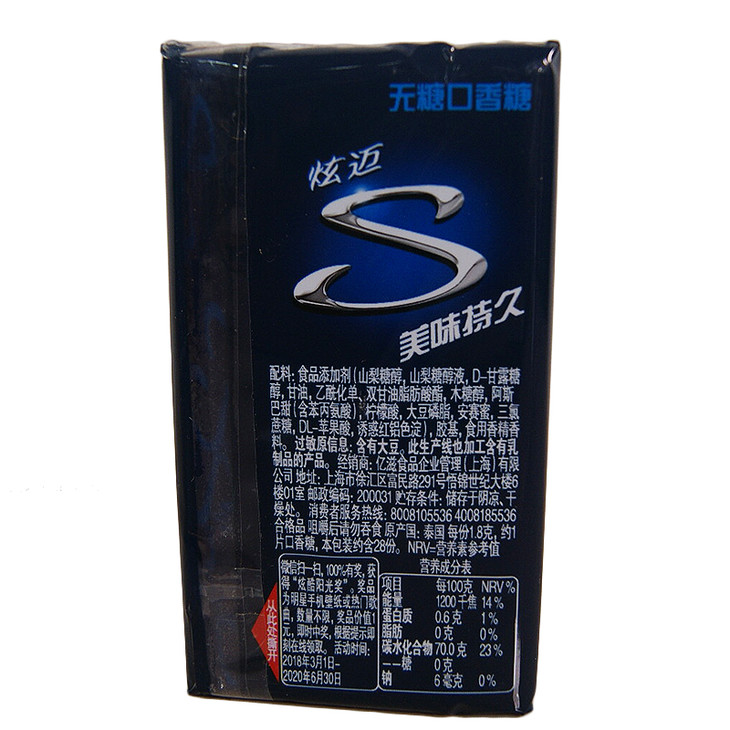 无糖口香糖
炫迈
S
美味持久
配料: 食品添加剂 (山梨糖醇, 山梨糖醇液, D-甘露糖
醇, 甘油, 乙酰化单、双甘油脂肪酸酯, 木糖醇, 阿斯
巴甜 (含苯丙氨酸) 柠檬酸, 大豆磷脂, 安赛蜜, 三氯
蔗糖, DL-苹果酸, 诱惑红铝色淀), 胶基, 食用香精香
料。过敏原信息: 含有大豆。此生产线也加工含有乳
制品的产品。 经销商: 亿滋食品企业管理 (上海) 有限
公司 地址: 上海市徐汇区富民路291号悟锦世纪大楼6
楼01室 邮政编码: 200031 贮存条件: 储存于阴凉、干
燥处。 消费者服务热线: 8008105536 4008185536
合格品 咀嚼后请勿吞食 原产国: 泰国 每份1.8克, 约1
片口香糖, 本包装约含28份。 NRV=营养素参考值
微信扫一扫, 100%有奖, 获
得“炫酷阳光奖”。奖品
为明星手机壁纸或热门歌
曲, 数量不限, 奖品价值1
元, 即时中奖, 根据提示即
刻在线领取。 活动时间:
2018年3月1日-
2020年6月30日
营养成分表
项目 每100克 NRV%
能量 1200千焦 14%
蛋白质 0.6克 1%
脂肪 0克 0%
碳水化合物 70.0克 23%
——糖 0克
钠 6毫克 0%
从此处撕开